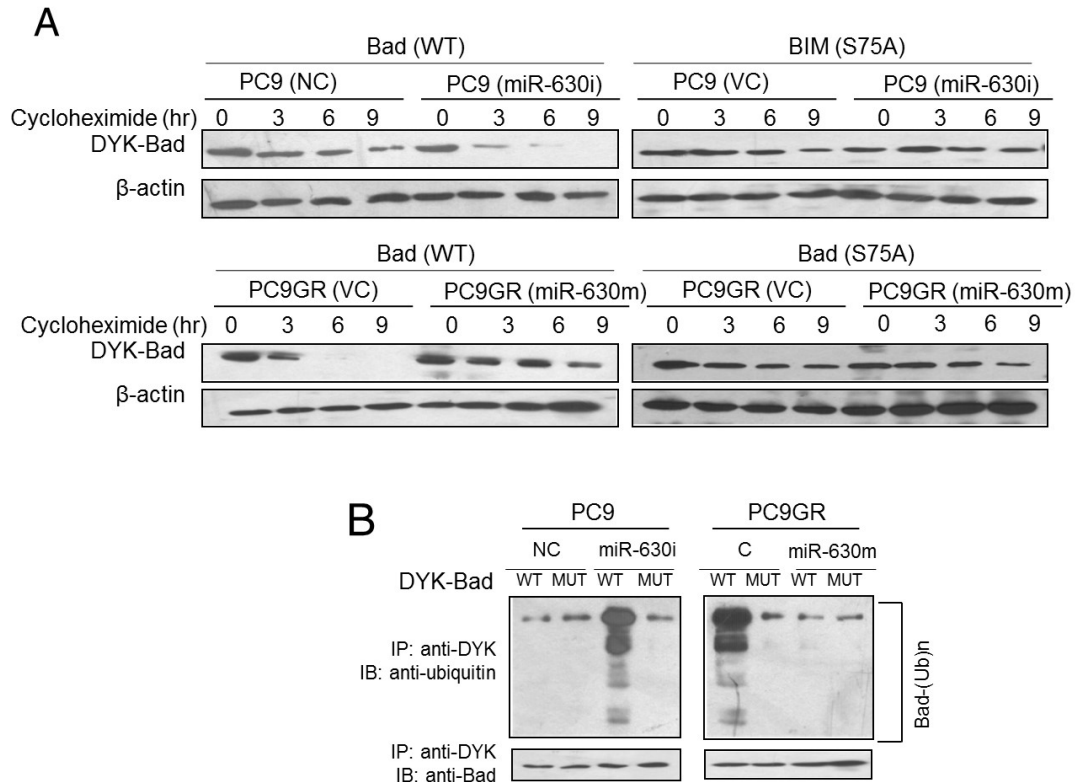 A
Bad (WT) BIM (S75A)
PC9 (NC) PC9 (miR-630i) PC9 (VC) PC9 (miR-630i)
Cycloheximide (hr) 0 3 6 9 0 3 6 9 0 3 6 9 0 3 6 9
DYK-Bad
β-actin
Bad (WT) Bad (S75A)
PC9GR (VC) PC9GR (miR-630m) PC9GR (VC) PC9GR (miR-630m)
Cycloheximide (hr) 0 3 6 9 0 3 6 9 0 3 6 9 0 3 6 9
DYK-Bad
β-actin
B
PC9 PC9GR
NC miR-630i C miR-630m
DYK-Bad WT MUT WT MUT WT MUT WT MUT
IP: anti-DYK
IB: anti-ubiquitin
Bad-(Ub)n
IP: anti-DYK
IB: anti-Bad